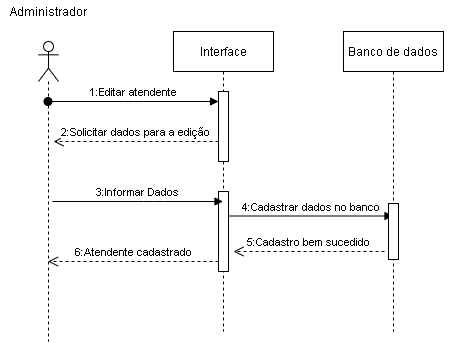 Administrador
Interface
Banco de dados
1:Editar atendente
2:Solicitar dados para a edição
3:Informar Dados
4:Cadastrar dados no banco
5:Cadastro bem sucedido
6:Atendente cadastrado